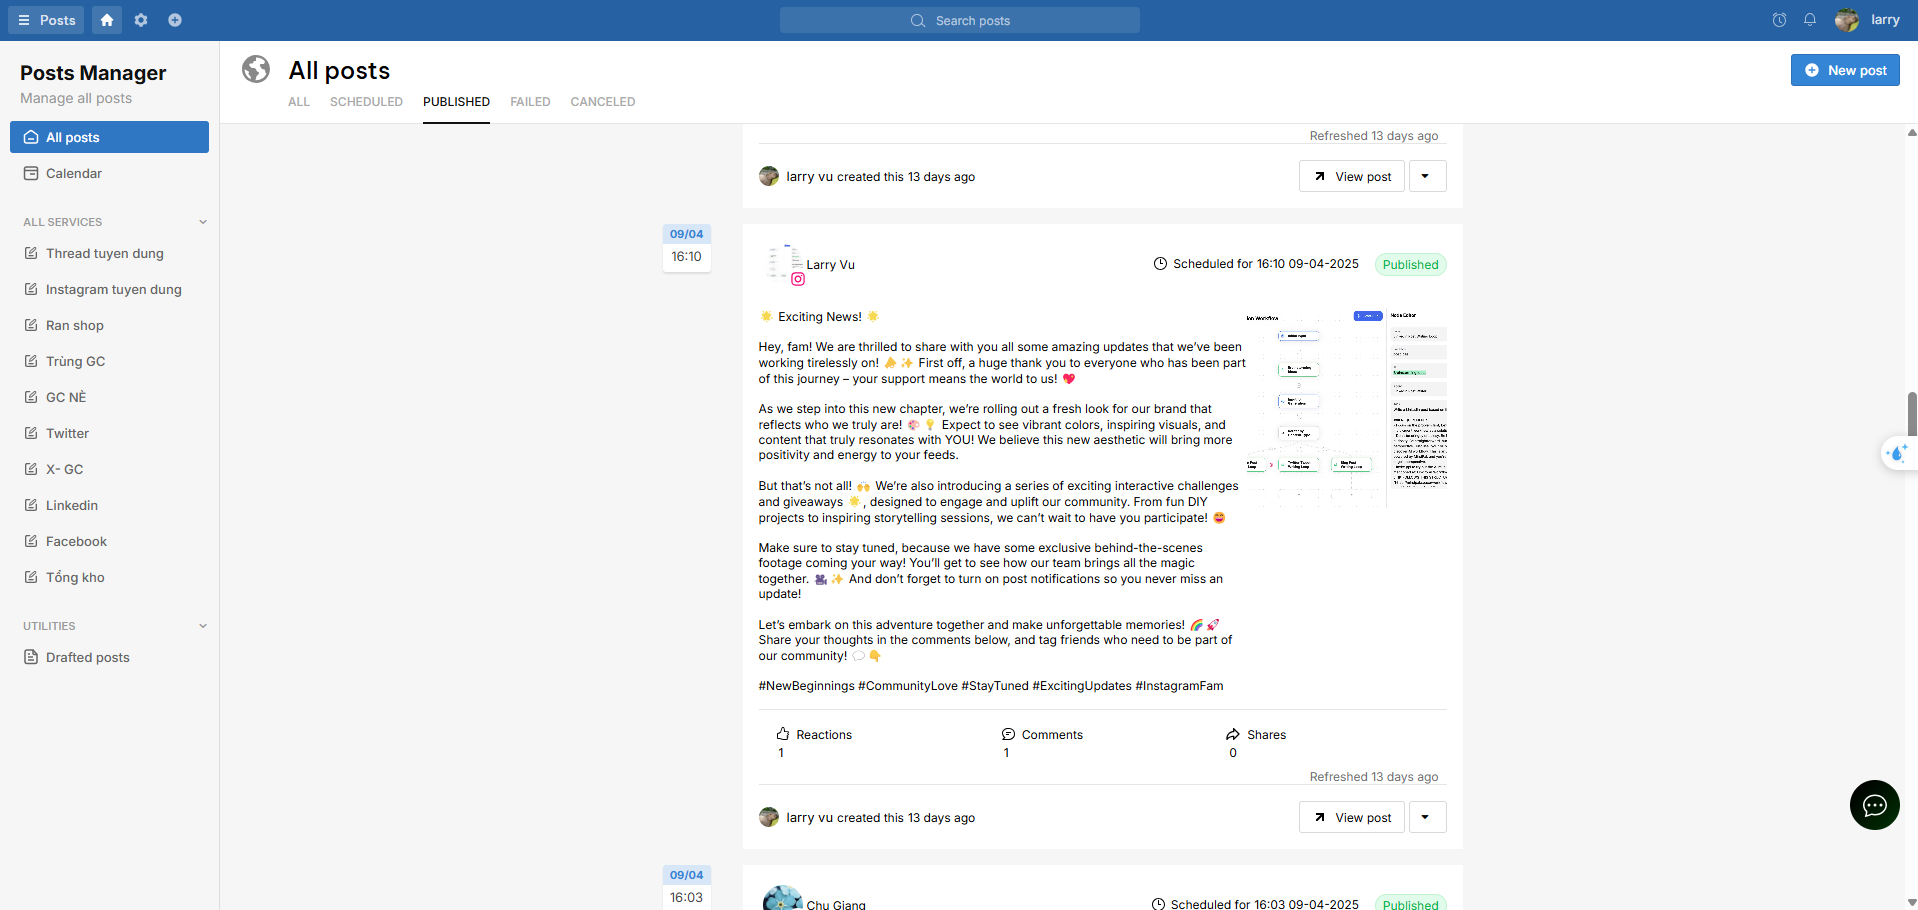 Posts
Search posts
larry
Posts Manager
Manage all posts
All posts
Calendar
ALL SERVICES
Thread tuyen dung
Instagram tuyen dung
Ran shop
Trùng GC
GC NÈ
Twitter
X- GC
Linkedin
Facebook
Tổng kho
UTILITIES
Drafted posts
All posts
New post
ALL SCHEDULED PUBLISHED FAILED CANCELED
Refreshed 13 days ago
larry vu created this 13 days ago
View post
09/04
16:10
Larry Vu
Scheduled for 16:10 09-04-2025
Published
🌟 Exciting News! 🌟
Hey, fam! We are thrilled to share with you all some amazing updates that we’ve been
working tirelessly on! 🎉 ✨ First off, a huge thank you to everyone who has been part
of this journey – your support means the world to us! 💖
As we step into this new chapter, we’re rolling out a fresh look for our brand that
reflects who we truly are! 🎨 💡 Expect to see vibrant colors, inspiring visuals, and
content that truly resonates with YOU! We believe this new aesthetic will bring more
positivity and energy to your feeds.
But that’s not all! 🙌 We’re also introducing a series of exciting interactive challenges
and giveaways 🌟, designed to engage and uplift our community. From fun DIY
projects to inspiring storytelling sessions, we can’t wait to have you participate! 😄
Make sure to stay tuned, because we have some exclusive behind-the-scenes
footage coming your way! You’ll get to see how our team brings all the magic
together. 🎥 ✨ And don’t forget to turn on post notifications so you never miss an
update!
Let’s embark on this adventure together and make unforgettable memories! 🌈 🚀
Share your thoughts in the comments below, and tag friends who need to be part of
our community! 💬 👇
#NewBeginnings #CommunityLove #StayTuned #ExcitingUpdates #InstagramFam
ion Workflow
Node Editor
Reactions
1
Comments
1
Shares
0
Refreshed 13 days ago
larry vu created this 13 days ago
View post
09/04
16:03
Chu Giang
Scheduled for 16:03 09-04-2025
Published